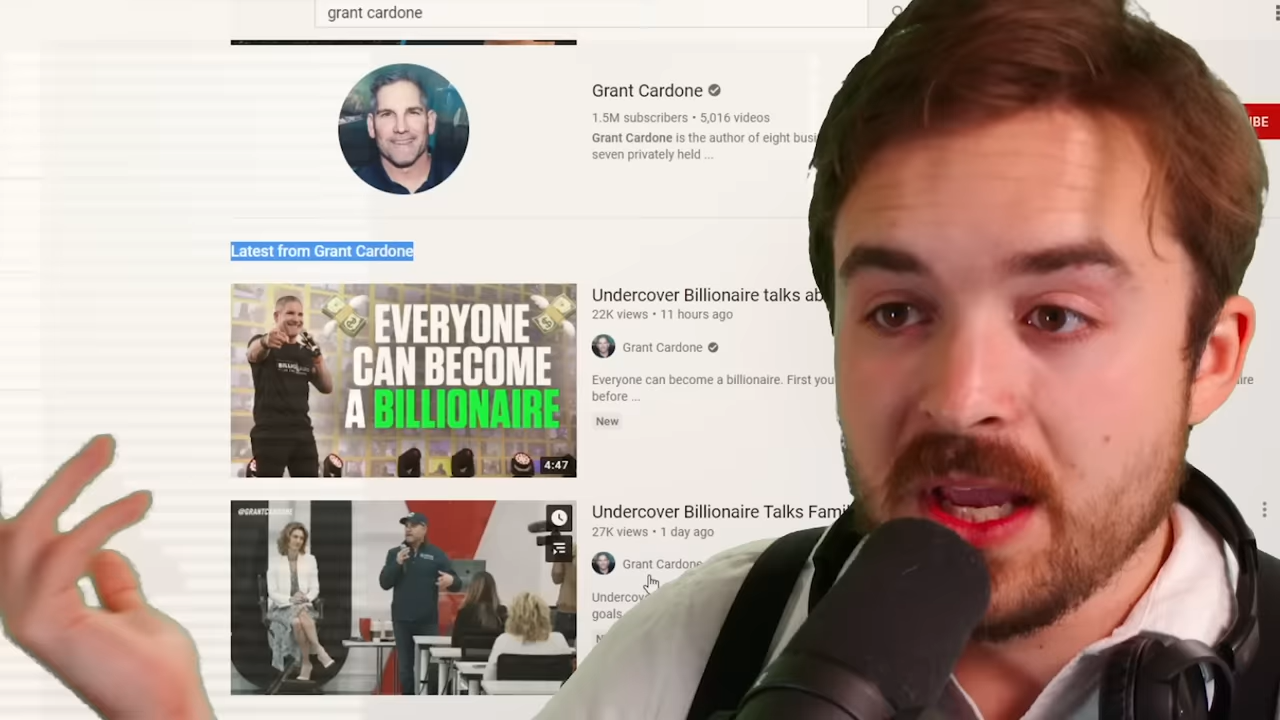 grant cardone
Grant Cardone
1.5M subscribers • 5,016 videos
Grant Cardone is the author of eight busi
seven privately held ...
BE
Latest from Grant Cardone
EVERYONE
CAN BECOME
A BILLIONAIRE
4:47
Undercover Billionaire talks ab
22K views • 11 hours ago
Grant Cardone
Everyone can become a billionaire. First you
before ...
New
@GRANTCARDONE
Undercover Billionaire Talks Fami
27K views • 1 day ago
Grant Cardone
Undercov
goals